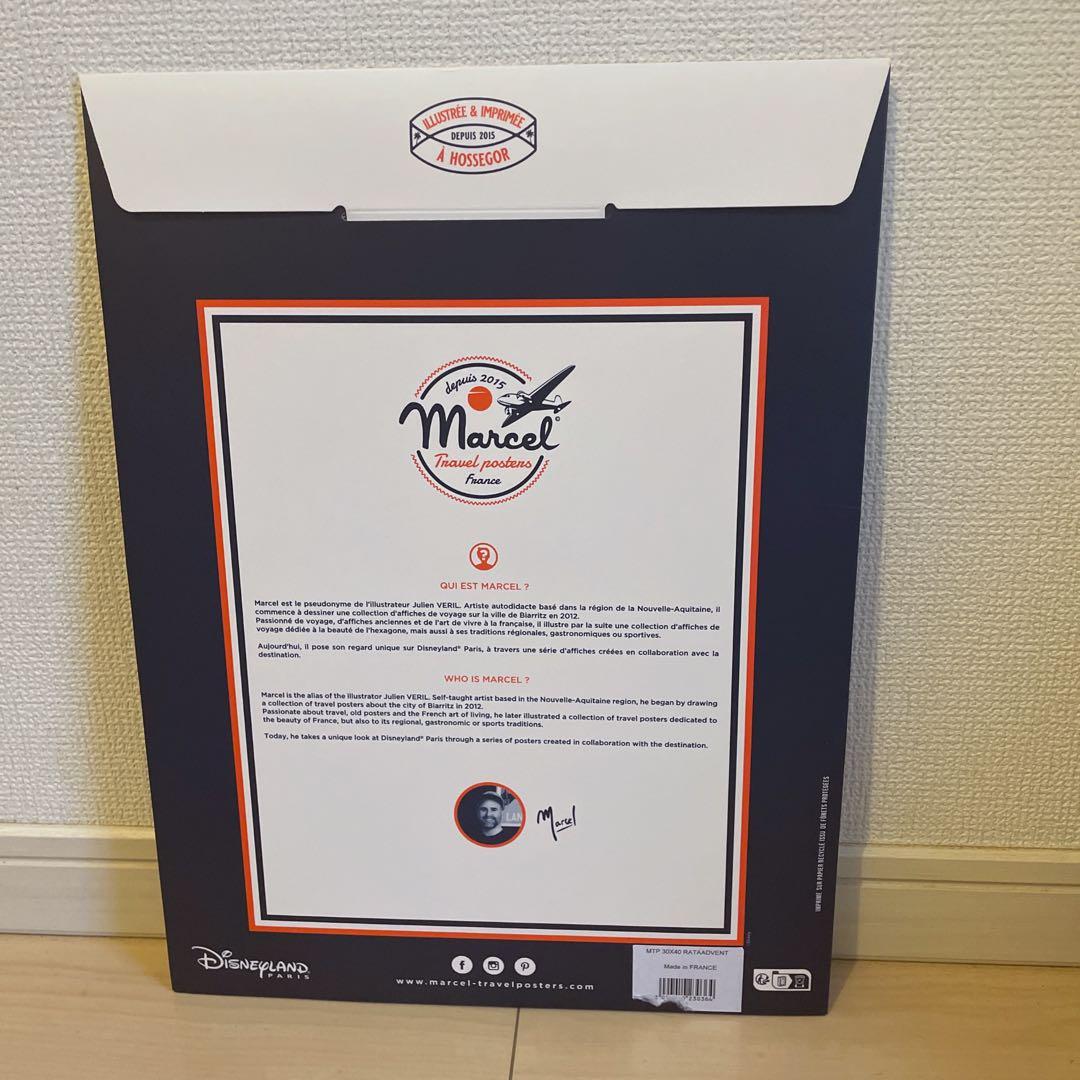 ILLUSTRÉE & IMPRIMÉE
DEPUIS 2015
À HOSSEGOR
depuis 2015
Marcel
©
Travel posters
France
?
QUI EST MARCEL ?
Marcel est le pseudonyme de l'illustrateur Julien VERIL. Artiste autodidacte basé dans la région de la Nouvelle-Aquitaine, il
commence à dessiner une collection d'affiches de voyage sur la ville de Biarritz en 2012.
Passionné de voyage, d'affiches anciennes et de l'art de vivre à la française, il illustre par la suite une collection d'affiches de
voyage dédiée à la beauté de l'hexagone, mais aussi à ses traditions régionales, gastronomiques ou sportives.
Aujourd'hui, il pose son regard unique sur Disneyland® Paris, à travers une série d'affiches créées en collaboration avec la
destination.
WHO IS MARCEL ?
Marcel is the alias of the illustrator Julien VERIL. Self-taught artist based in the Nouvelle-Aquitaine region, he began by drawing
a collection of travel posters about the city of Biarritz in 2012.
Passionate about travel, old posters and the French art of living, he later illustrated a collection of travel posters dedicated to
the beauty of France, but also to its regional, gastronomic or sports traditions.
Today, he takes a unique look at Disneyland® Paris through a series of posters created in collaboration with the destination.
LAN
Marcel
IMPRIMÉ SUR PAPIER RECYCLÉ ISSU DE FÔRETS PROTÉGÉES
DISNEYLAND
PARIS
www.marcel-travelposters.com
MTP 30X40 RATAADVENT
Made in FRANCE
230364